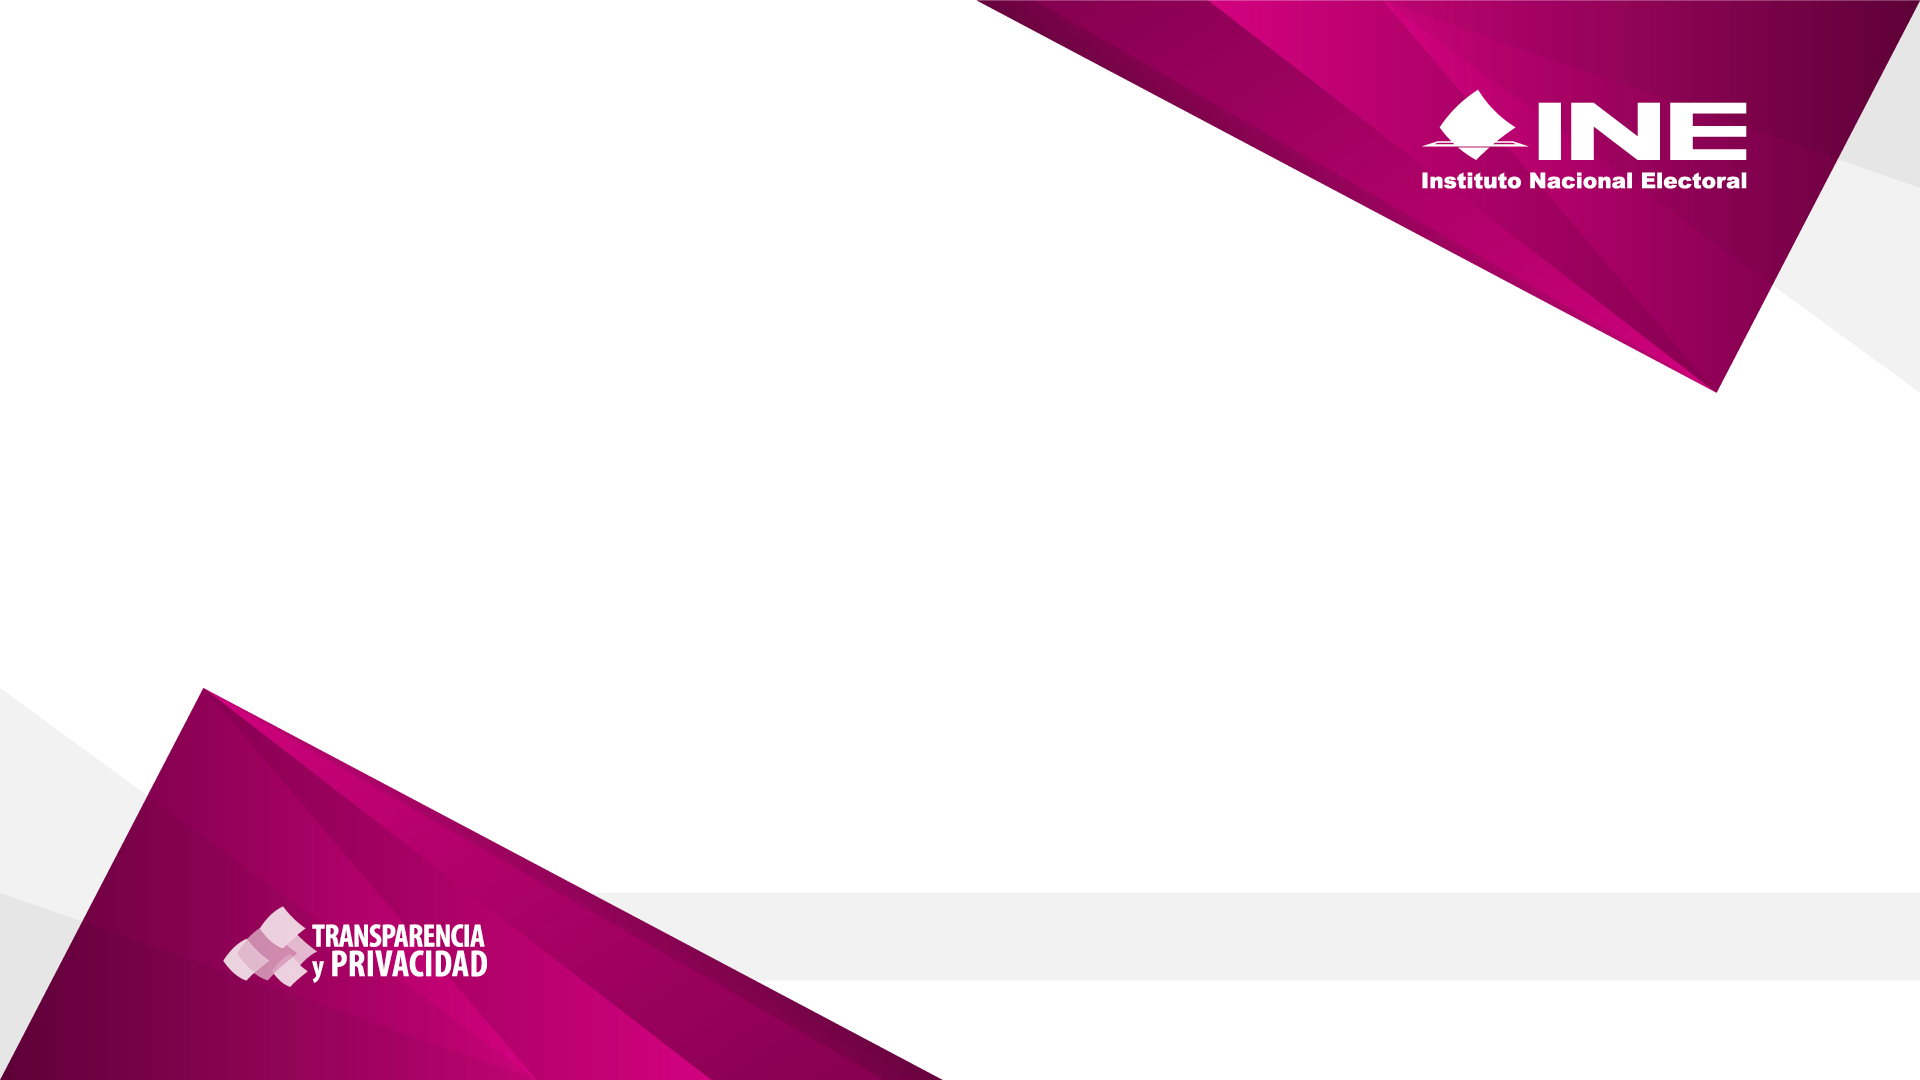 INE
Instituto Nacional Electoral
TRANSPARENCIA
y PRIVACIDAD